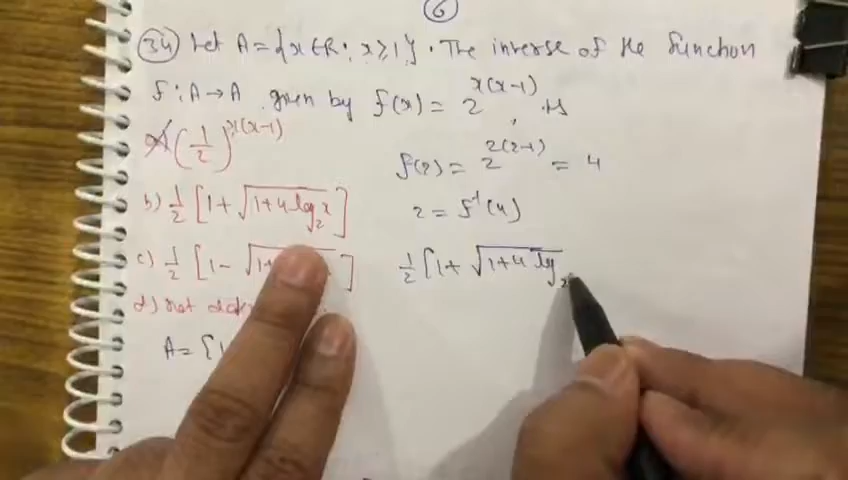 6
34 Let A = {x ∈ R : x ≥ 1}. The inverse of the function
f : A → A given by f(x) = 2^{x(x-1)}, is
a) (1/2)^{x(x-1)}
b) 1/2 [1 + √(1+4 log₂ x)]
c) 1/2 [1 - √(1+ ]
d) not
A = {1
f(2) = 2^{2(2-1)} = 4
2 = f⁻¹(4)
1/2 [1 + √(1+4 log₂